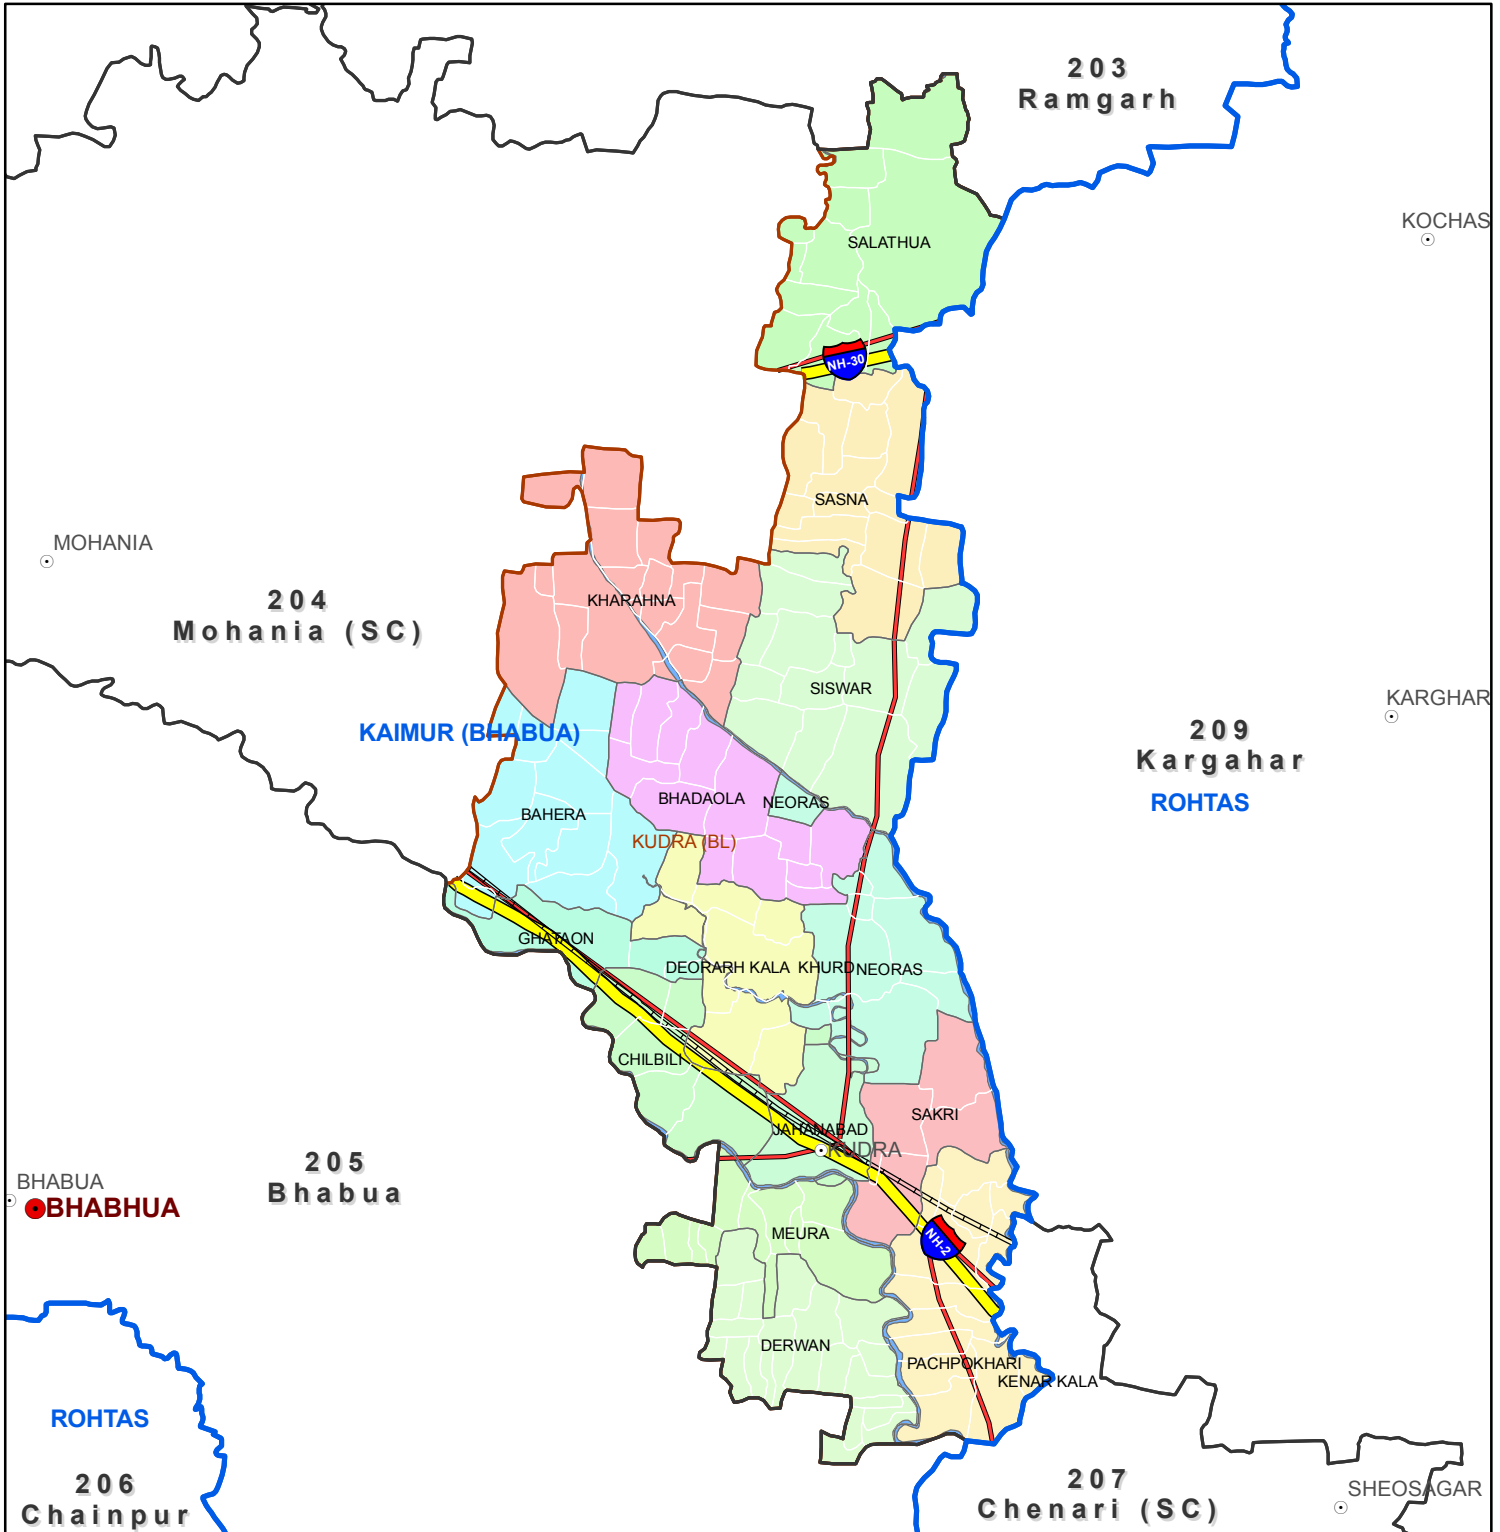 203
Ramgarh
KOCHAS
SALATHUA
NH-30
SASNA
MOHANIA
204
Mohania (SC)
KHARAHNA
SISWAR
KARGHAR
KAIMUR (BHABUA)
209
Kargahar
ROHTAS
BHADAOLA
NEORAS
BAHERA
KUDRA (BL)
GHATAON
DEORARH KALA
KHURD
NEORAS
CHILBILI
SAKRI
JAHANABAD
KUDRA
205
Bhabua
BHABUA
BHABHUA
MEURA
NH-2
DERWAN
PACHPOKHARI
KENAR KALA
ROHTAS
206
Chainpur
207
Chenari (SC)
SHEOSAGAR